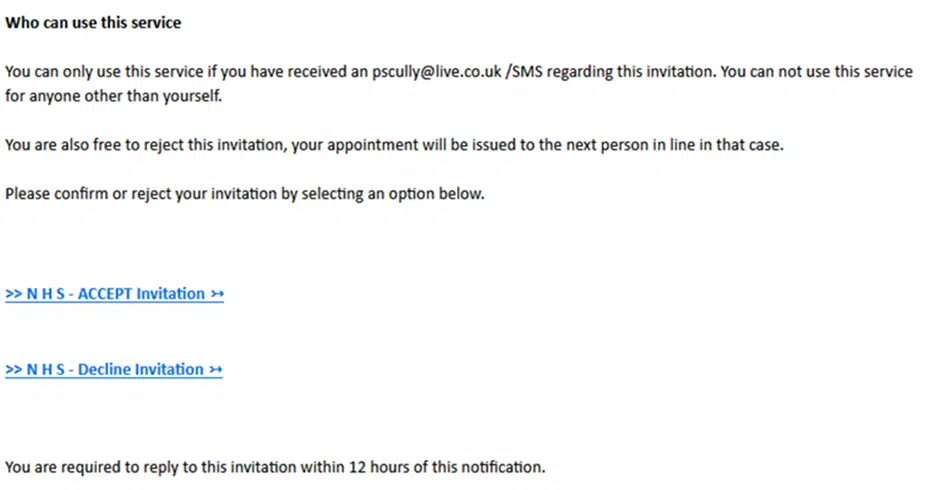 Who can use this service
You can only use this service if you have received an pscully@live.co.uk /SMS regarding this invitation. You can not use this service
for anyone other than yourself.
You are also free to reject this invitation, your appointment will be issued to the next person in line in that case.
Please confirm or reject your invitation by selecting an option below.
>> N H S - ACCEPT Invitation ↣
>> N H S - Decline Invitation ↣
You are required to reply to this invitation within 12 hours of this notification.